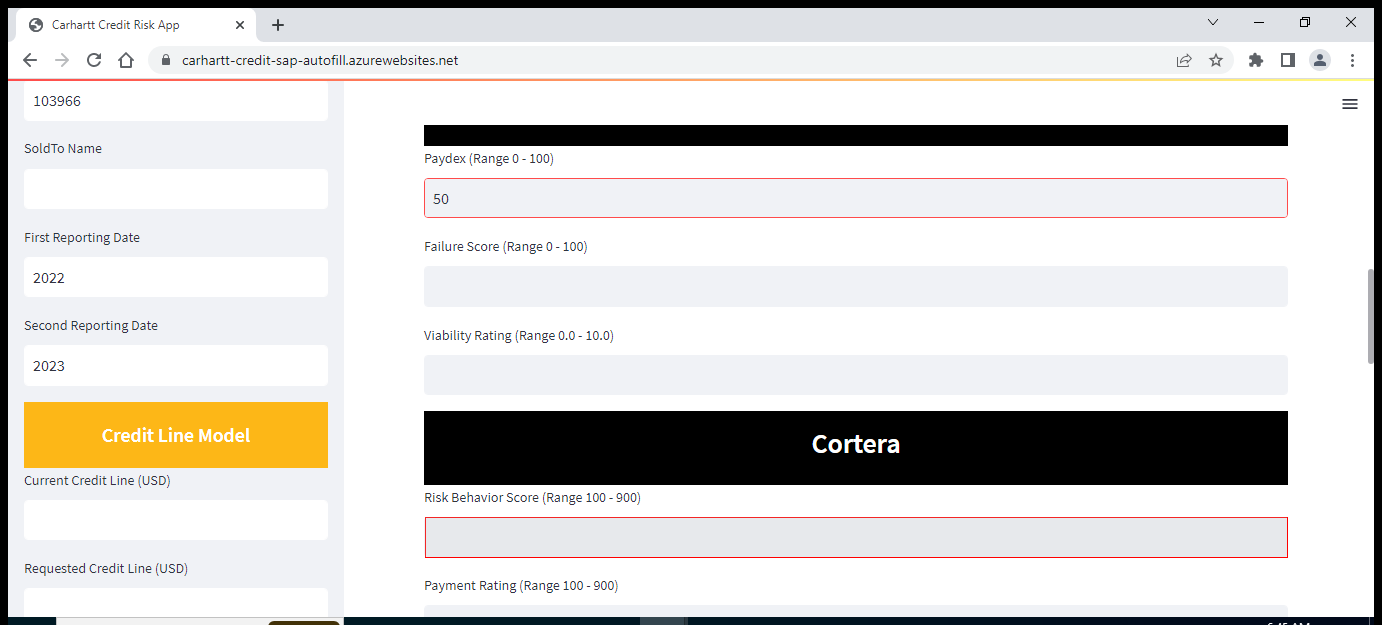 Carhartt Credit Risk App
carhartt-credit-sap-autofill.azurewebsites.net
103966
SoldTo Name
First Reporting Date
2022
Second Reporting Date
2023
Credit Line Model
Current Credit Line (USD)
Requested Credit Line (USD)
Paydex (Range 0 - 100)
50
Failure Score (Range 0 - 100)
Viability Rating (Range 0.0 - 10.0)
Cortera
Risk Behavior Score (Range 100 - 900)
Payment Rating (Range 100 - 900)